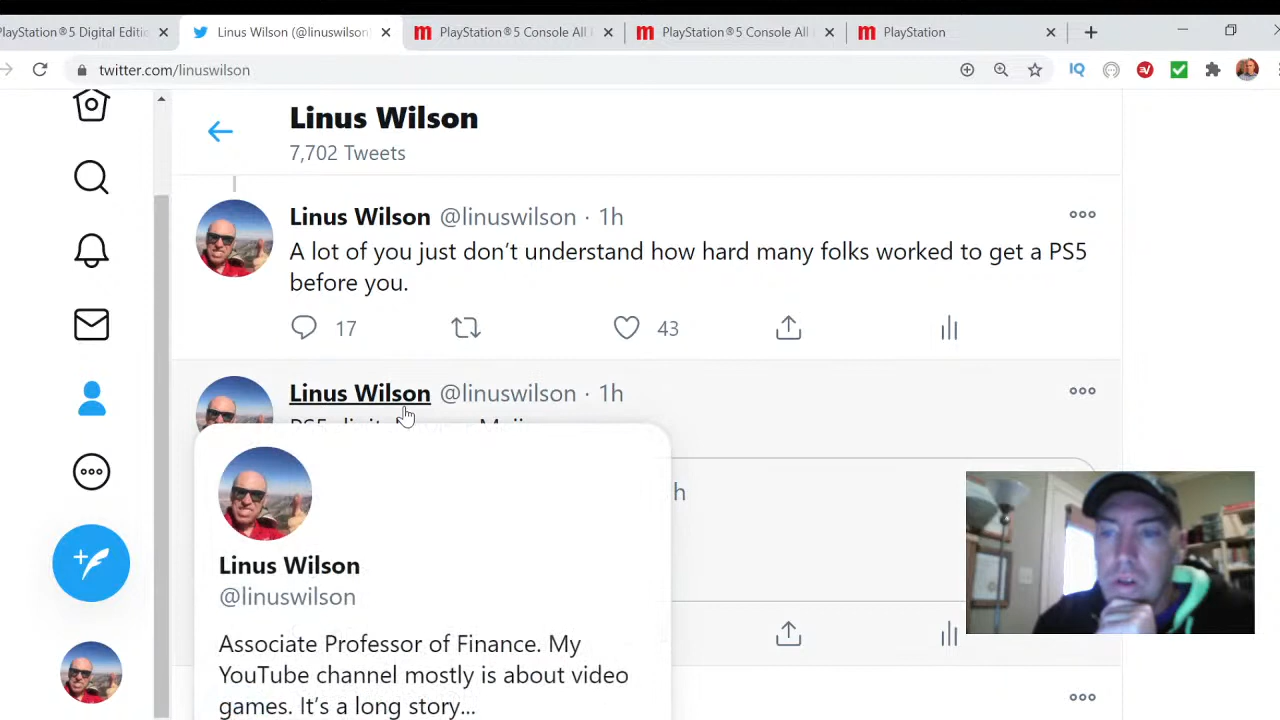 PlayStation®5 Digital Editio
Linus Wilson (@linuswilson
PlayStation®5 Console All
PlayStation®5 Console All
PlayStation
twitter.com/linuswilson
Linus Wilson
7,702 Tweets
Linus Wilson @linuswilson · 1h
A lot of you just don't understand how hard many folks worked to get a PS5
before you.
17
43
Linus Wilson @linuswilson · 1h
h
Linus Wilson
@linuswilson
Associate Professor of Finance. My
YouTube channel mostly is about video
games. It's a long story...